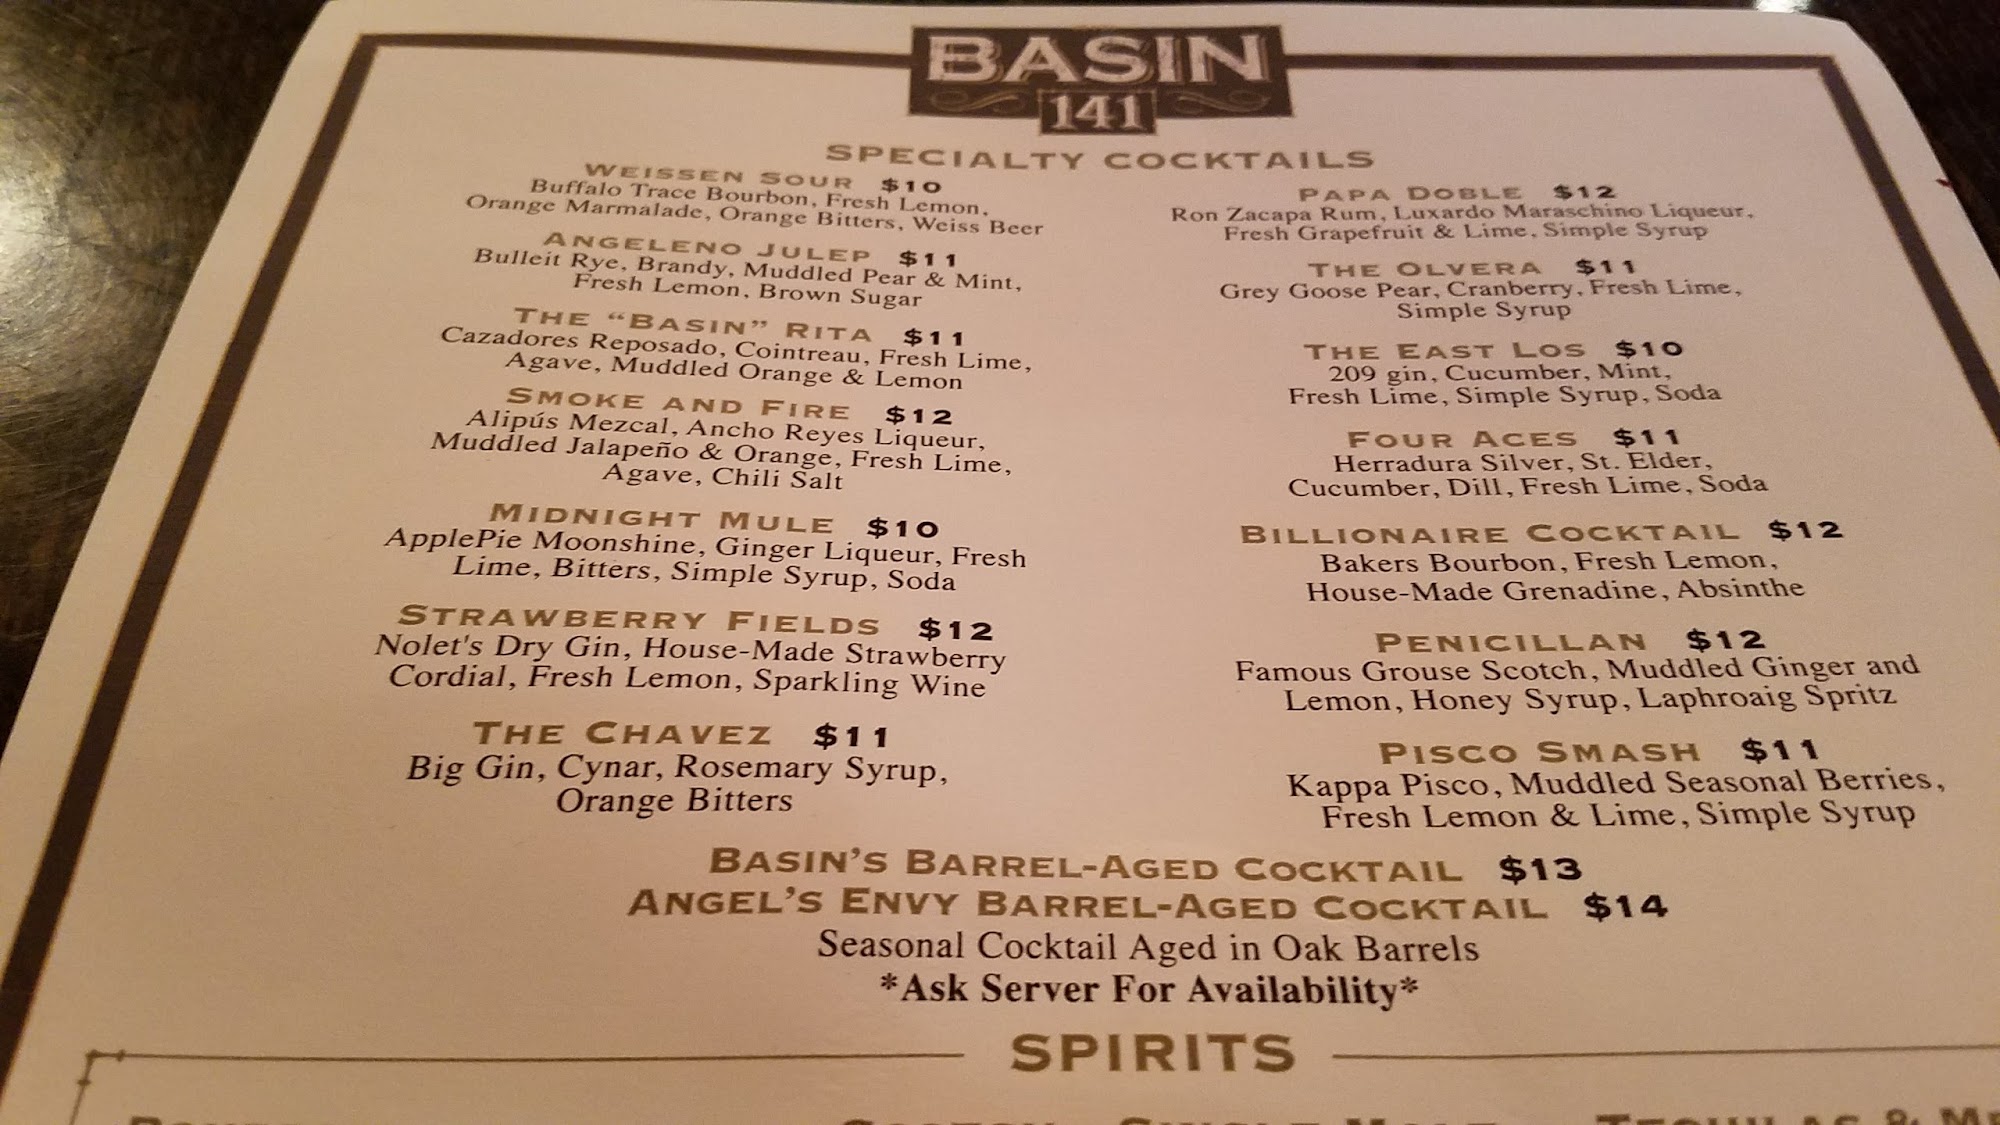 BASIN
141
SPECIALTY COCKTAILS
WEISSEN SOUR $10
Buffalo Trace Bourbon, Fresh Lemon,
Orange Marmalade, Orange Bitters, Weiss Beer
ANGELENO JULEP $11
Bulleit Rye, Brandy, Muddled Pear & Mint,
Fresh Lemon, Brown Sugar
THE “BASIN” RITA $11
Cazadores Reposado, Cointreau, Fresh Lime,
Agave, Muddled Orange & Lemon
SMOKE AND FIRE $12
Alipús Mezcal, Ancho Reyes Liqueur,
Muddled Jalapeño & Orange, Fresh Lime,
Agave, Chili Salt
MIDNIGHT MULE $10
ApplePie Moonshine, Ginger Liqueur, Fresh
Lime, Bitters, Simple Syrup, Soda
STRAWBERRY FIELDS $12
Nolet's Dry Gin, House-Made Strawberry
Cordial, Fresh Lemon, Sparkling Wine
THE CHAVEZ $11
Big Gin, Cynar, Rosemary Syrup,
Orange Bitters
PAPA DOBLE $12
Ron Zacapa Rum, Luxardo Maraschino Liqueur,
Fresh Grapefruit & Lime, Simple Syrup
THE OLVERA $11
Grey Goose Pear, Cranberry, Fresh Lime,
Simple Syrup
THE EAST LOS $10
209 gin, Cucumber, Mint,
Fresh Lime, Simple Syrup, Soda
FOUR ACES $11
Herradura Silver, St. Elder,
Cucumber, Dill, Fresh Lime, Soda
BILLIONAIRE COCKTAIL $12
Bakers Bourbon, Fresh Lemon,
House-Made Grenadine, Absinthe
PENICILLAN $12
Famous Grouse Scotch, Muddled Ginger and
Lemon, Honey Syrup, Laphroaig Spritz
PISCO SMASH $11
Kappa Pisco, Muddled Seasonal Berries,
Fresh Lemon & Lime, Simple Syrup
BASIN’S BARREL-AGED COCKTAIL $13
ANGEL’S ENVY BARREL-AGED COCKTAIL $14
Seasonal Cocktail Aged in Oak Barrels
*Ask Server For Availability*
SPIRITS
TEQUILAS &